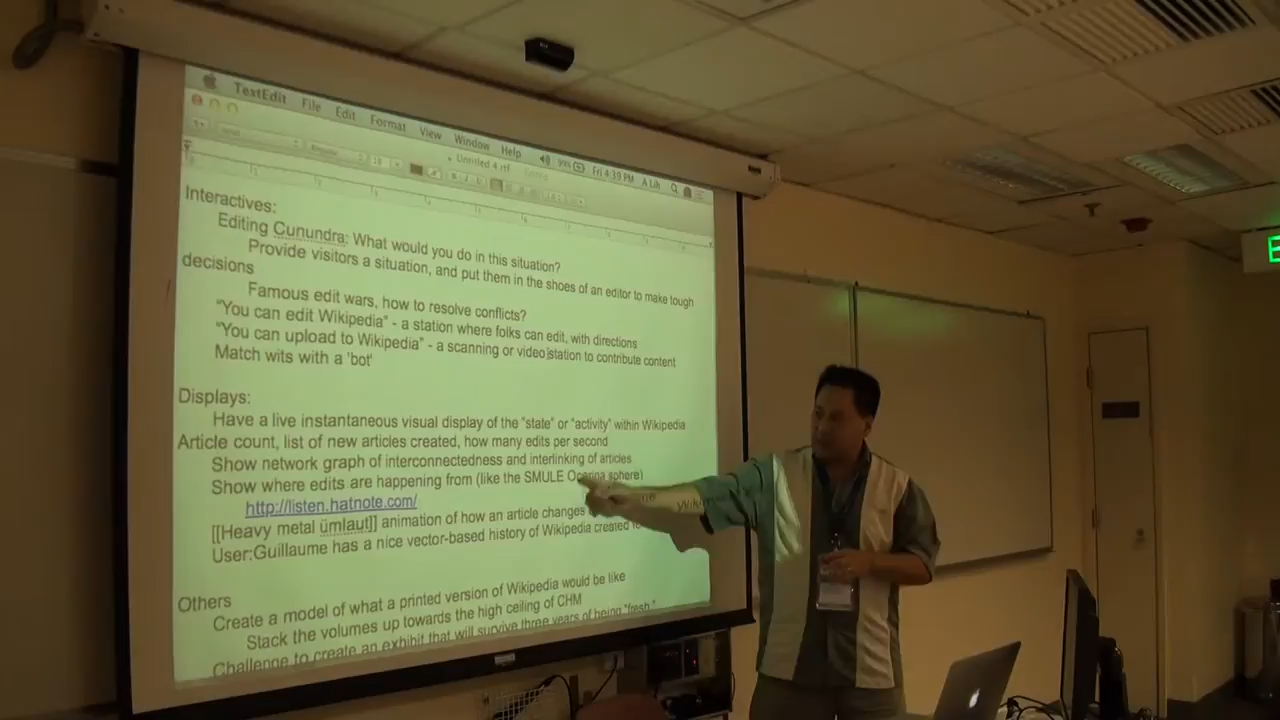 TextEdit File Edit Format View Window Help 99% Fri 4:39 PM A Lih
Untitled 4.rtf
Interactives:
Editing Cunundra: What would you do in this situation?
Provide visitors a situation, and put them in the shoes of an editor to make tough
decisions
Famous edit wars, how to resolve conflicts?
"You can edit Wikipedia" - a station where folks can edit, with directions
"You can upload to Wikipedia" - a scanning or video station to contribute content
Match wits with a 'bot'
Displays:
Have a live instantaneous visual display of the "state" or "activity" within Wikipedia
Article count, list of new articles created, how many edits per second
Show network graph of interconnectedness and interlinking of articles
Show where edits are happening from (like the SMULE Ocarina sphere)
http://listen.hatnote.com/
[[Heavy metal ümlaut]] animation of how an article changes
User:Guillaume has a nice vector-based history of Wikipedia created
Others
Create a model of what a printed version of Wikipedia would be like
Stack the volumes up towards the high ceiling of CHM
Challenge to create an exhibit that will survive three years of being "fresh."